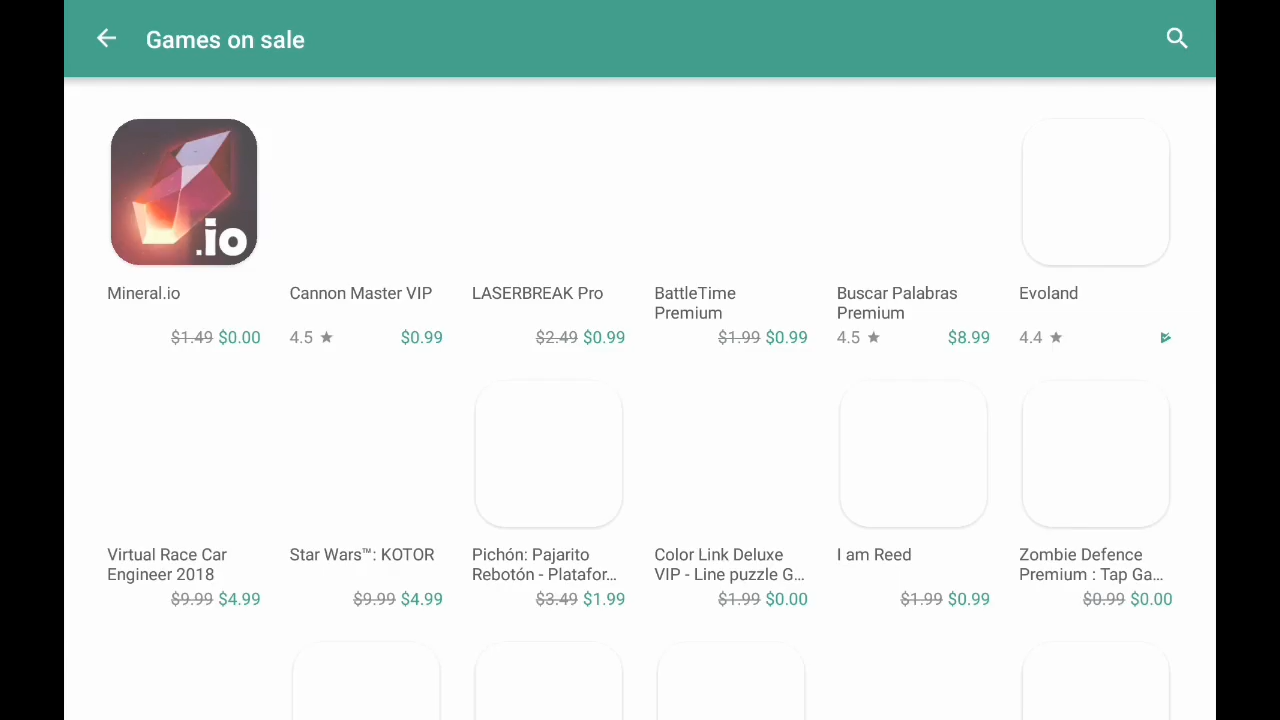 Games on sale
.io
Mineral.io
$1.49 $0.00
Cannon Master VIP
4.5 $0.99
LASERBREAK Pro
$2.49 $0.99
BattleTime
Premium
$1.99 $0.99
Buscar Palabras
Premium
4.5 $8.99
Evoland
4.4
Virtual Race Car
Engineer 2018
$9.99 $4.99
Star Wars™: KOTOR
$9.99 $4.99
Pichón: Pajarito
Rebotón - Platafor...
$3.49 $1.99
Color Link Deluxe
VIP - Line puzzle G...
$1.99 $0.00
I am Reed
$1.99 $0.99
Zombie Defence
Premium : Tap Ga...
$0.99 $0.00